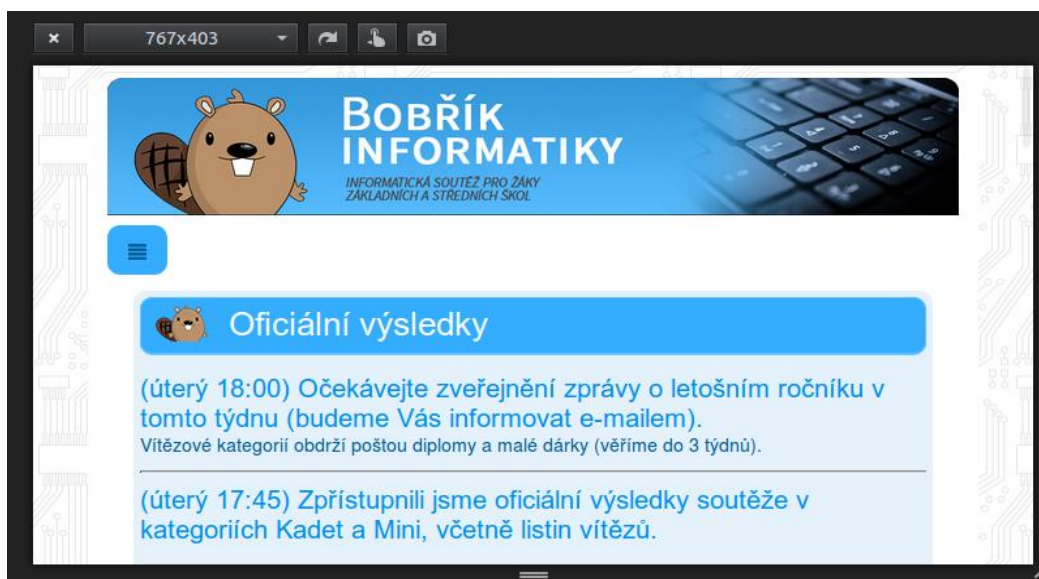 767x403
BOBŘÍK
INFORMATIKY
INFORMATICKÁ SOUTĚŽ PRO ŽÁKY
ZÁKLADNÍCH A STŘEDNÍCH ŠKOL
Oficiální výsledky
(úterý 18:00) Očekávejte zveřejnění zprávy o letošním ročníku v
tomto týdnu (budeme Vás informovat e-mailem).
Vítězové kategorií obdrží poštou diplomy a malé dárky (věříme do 3 týdnů).
(úterý 17:45) Zpřístupnili jsme oficiální výsledky soutěže v
kategoriích Kadet a Mini, včetně listin vítězů.